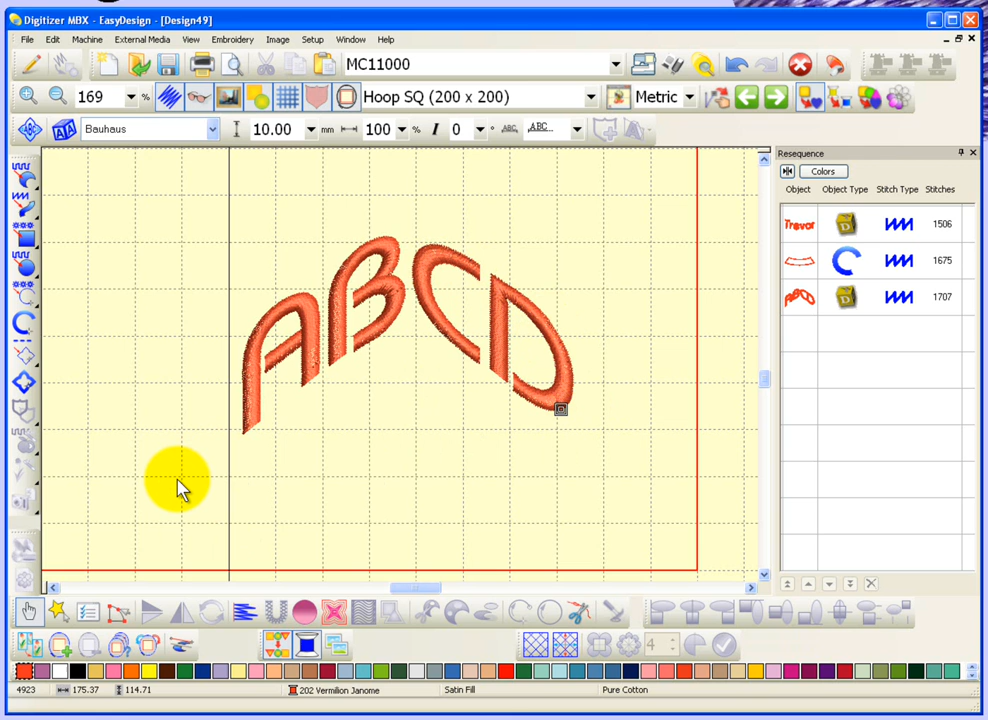 Digitizer MBX - EasyDesign - [Design49]
File Edit Machine External Media View Embroidery Image Setup Window Help
MC11000
169 % Hoop SQ (200 x 200) Metric
Bauhaus 10.00 mm 100 % I 0 ° ABC ABC
Resequence
Colors
Object Object Type Stitch Type Stitches
Trevor D 1506
1675
ABCD D 1707
ABCD
4
4923 175.37 114.71 202 Vermilion Janome Satin Fill Pure Cotton